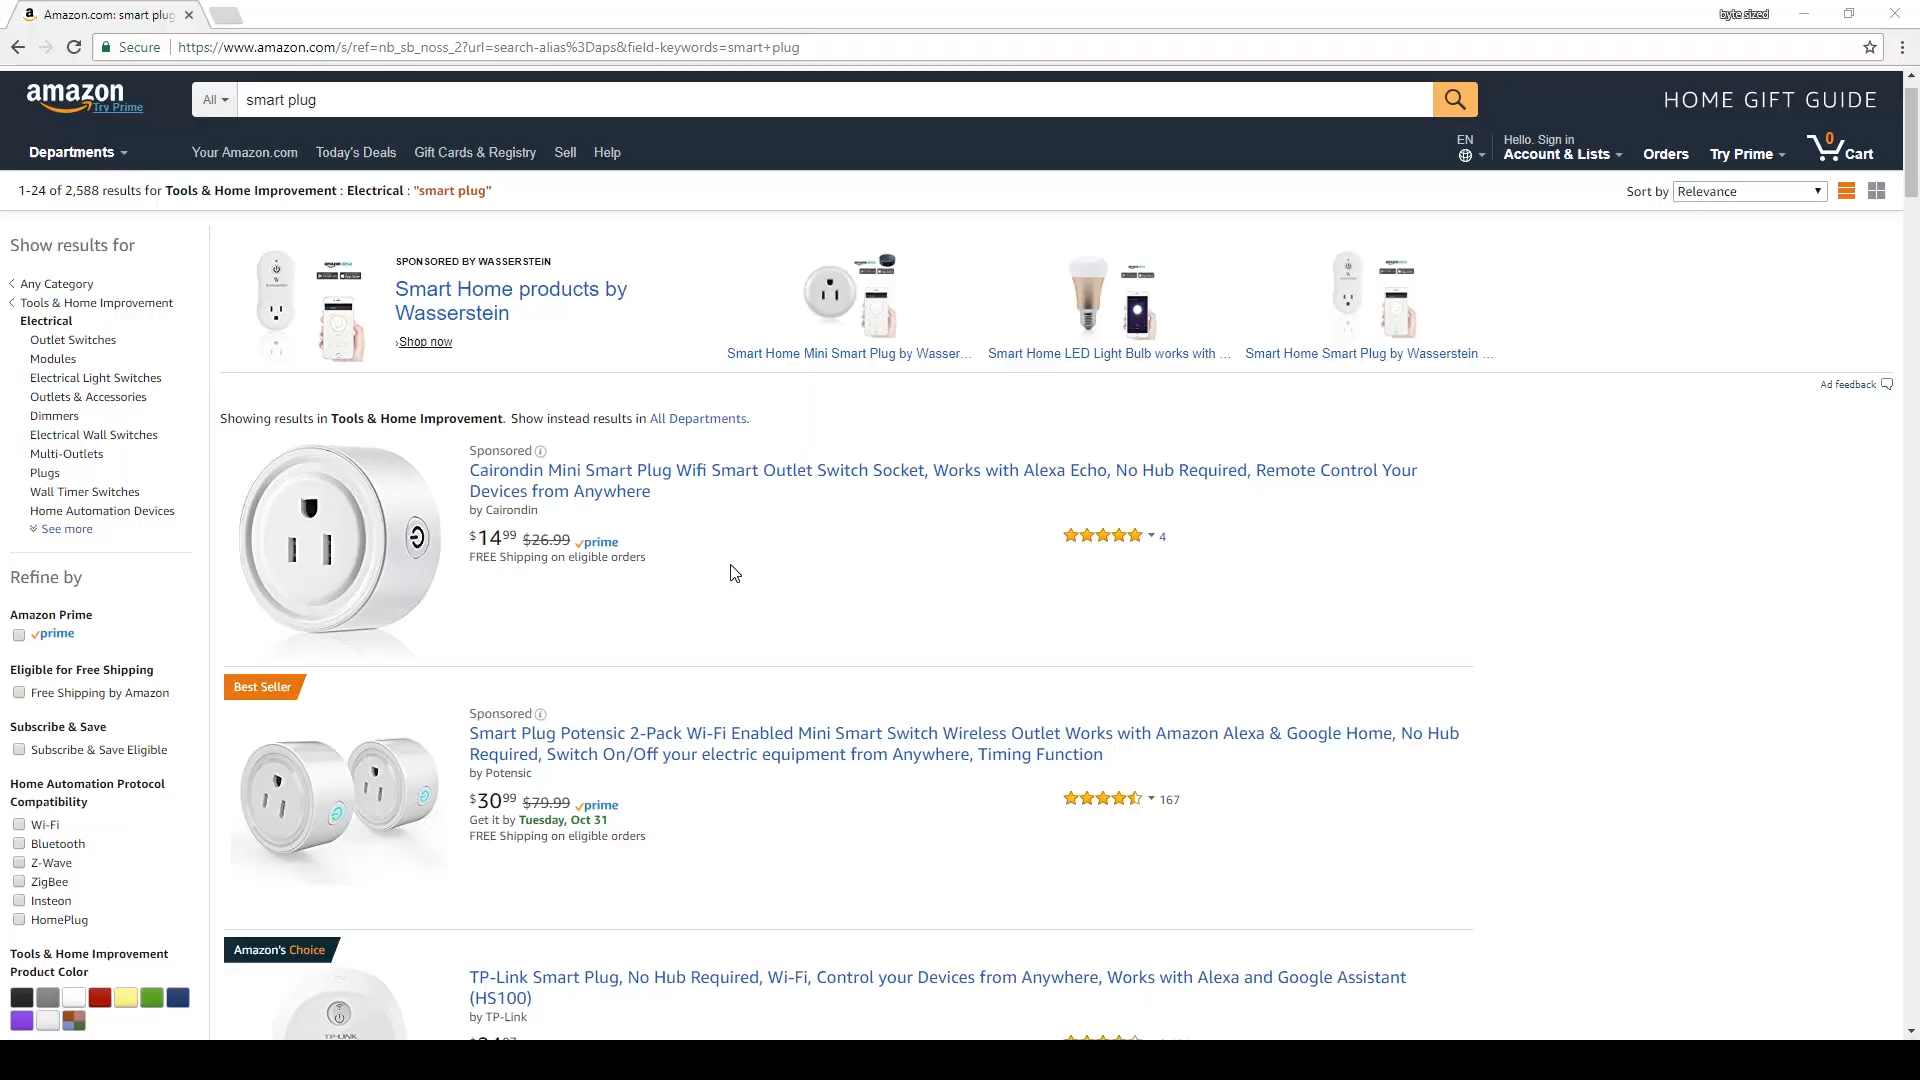 Amazon.com: smart plug
byte sized
Secure
https://www.amazon.com/s/ref=nb_sb_noss_2?url=search-alias%3Daps&field-keywords=smart+plug
amazon
Try Prime
All
smart plug
HOME GIFT GUIDE
Departments
Your Amazon.com
Today's Deals
Gift Cards & Registry
Sell
Help
EN
Hello. Sign in
Account & Lists
Orders
Try Prime
0
Cart
1-24 of 2,588 results for Tools & Home Improvement : Electrical : "smart plug"
Sort by
Relevance
Show results for
Any Category
Tools & Home Improvement
Electrical
Outlet Switches
Modules
Electrical Light Switches
Outlets & Accessories
Dimmers
Electrical Wall Switches
Multi-Outlets
Plugs
Wall Timer Switches
Home Automation Devices
See more
Refine by
Amazon Prime
prime
Eligible for Free Shipping
Free Shipping by Amazon
Subscribe & Save
Subscribe & Save Eligible
Home Automation Protocol
Compatibility
Wi-Fi
Bluetooth
Z-Wave
ZigBee
Insteon
HomePlug
Tools & Home Improvement
Product Color
SPONSORED BY WASSERSTEIN
Smart Home products by
Wasserstein
›Shop now
Smart Home Mini Smart Plug by Wasser...
Smart Home LED Light Bulb works with ...
Smart Home Smart Plug by Wasserstein ...
Ad feedback
Showing results in Tools & Home Improvement. Show instead results in All Departments.
Sponsored
Cairondin Mini Smart Plug Wifi Smart Outlet Switch Socket, Works with Alexa Echo, No Hub Required, Remote Control Your
Devices from Anywhere
by Cairondin
$14 99 $26.99 prime
FREE Shipping on eligible orders
4
Best Seller
Sponsored
Smart Plug Potensic 2-Pack Wi-Fi Enabled Mini Smart Switch Wireless Outlet Works with Amazon Alexa & Google Home, No Hub
Required, Switch On/Off your electric equipment from Anywhere, Timing Function
by Potensic
$30 99 $79.99 prime
Get it by Tuesday, Oct 31
FREE Shipping on eligible orders
167
Amazon's Choice
TP-Link Smart Plug, No Hub Required, Wi-Fi, Control your Devices from Anywhere, Works with Alexa and Google Assistant
(HS100)
by TP-Link
TP-LINK